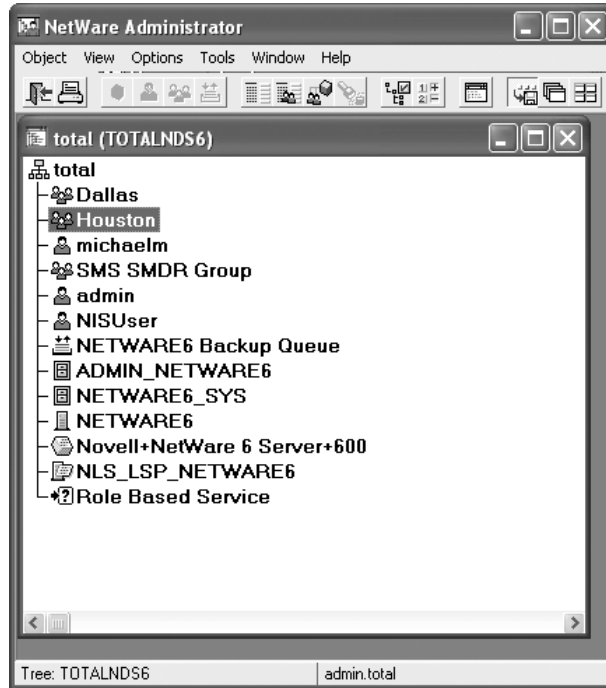 NetWare Administrator
Object View Options Tools Window Help
total (TOTALNDS6)
total
Dallas
Houston
michaelm
SMS SMDR Group
admin
NISUser
NETWARE6 Backup Queue
ADMIN_NETWARE6
NETWARE6_SYS
NETWARE6
Novell+NetWare 6 Server+600
NLS_LSP_NETWARE6
Role Based Service
Tree: TOTALNDS6 admin.total